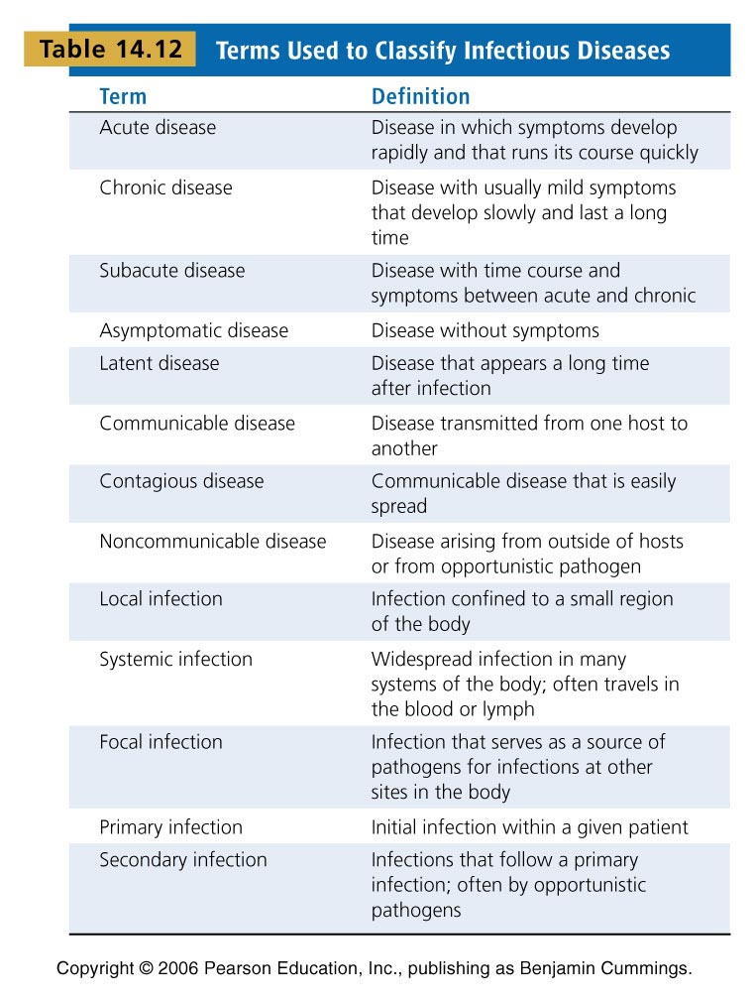 Table 14.12 Terms Used to Classify Infectious Diseases
Term Definition
Acute disease Disease in which symptoms develop
rapidly and that runs its course quickly
Chronic disease Disease with usually mild symptoms
that develop slowly and last a long
time
Subacute disease Disease with time course and
symptoms between acute and chronic
Asymptomatic disease Disease without symptoms
Latent disease Disease that appears a long time
after infection
Communicable disease Disease transmitted from one host to
another
Contagious disease Communicable disease that is easily
spread
Noncommunicable disease Disease arising from outside of hosts
or from opportunistic pathogen
Local infection Infection confined to a small region
of the body
Systemic infection Widespread infection in many
systems of the body; often travels in
the blood or lymph
Focal infection Infection that serves as a source of
pathogens for infections at other
sites in the body
Primary infection Initial infection within a given patient
Secondary infection Infections that follow a primary
infection; often by opportunistic
pathogens
Copyright © 2006 Pearson Education, Inc., publishing as Benjamin Cummings.